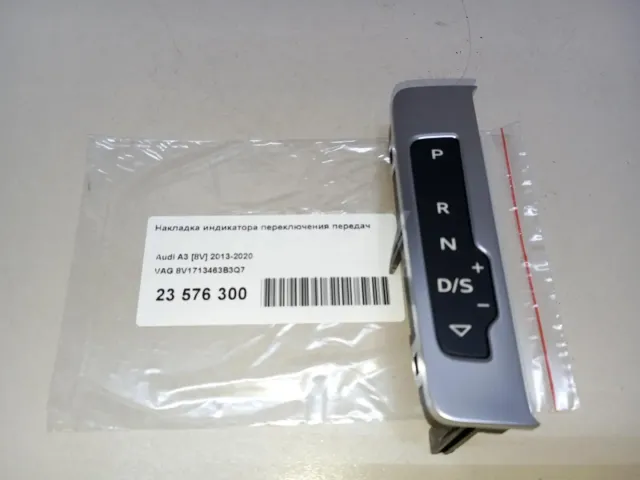 Накладка индикатора переключения передач
Audi A3 [8V] 2013-2020
VAG 8V1713463B3Q7
23 576 300
P
R
N
+
D/S
−